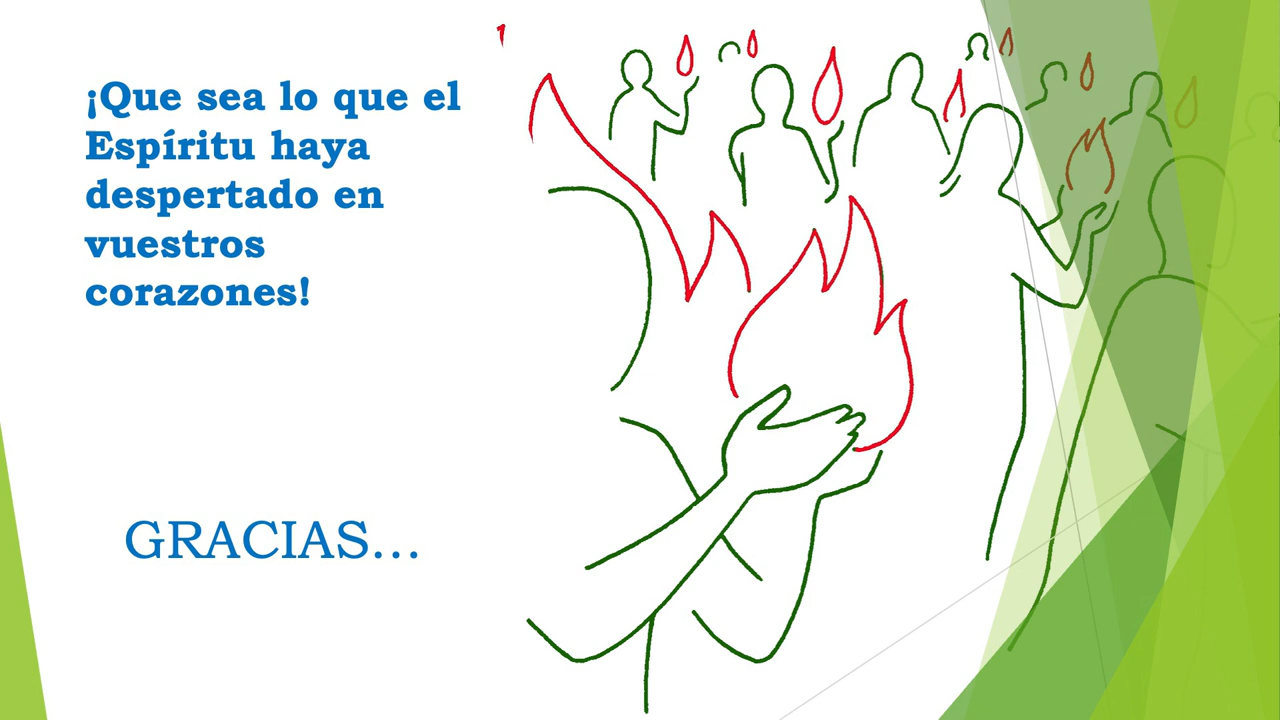 ¡Que sea lo que el
Espíritu haya
despertado en
vuestros
corazones!
GRACIAS…